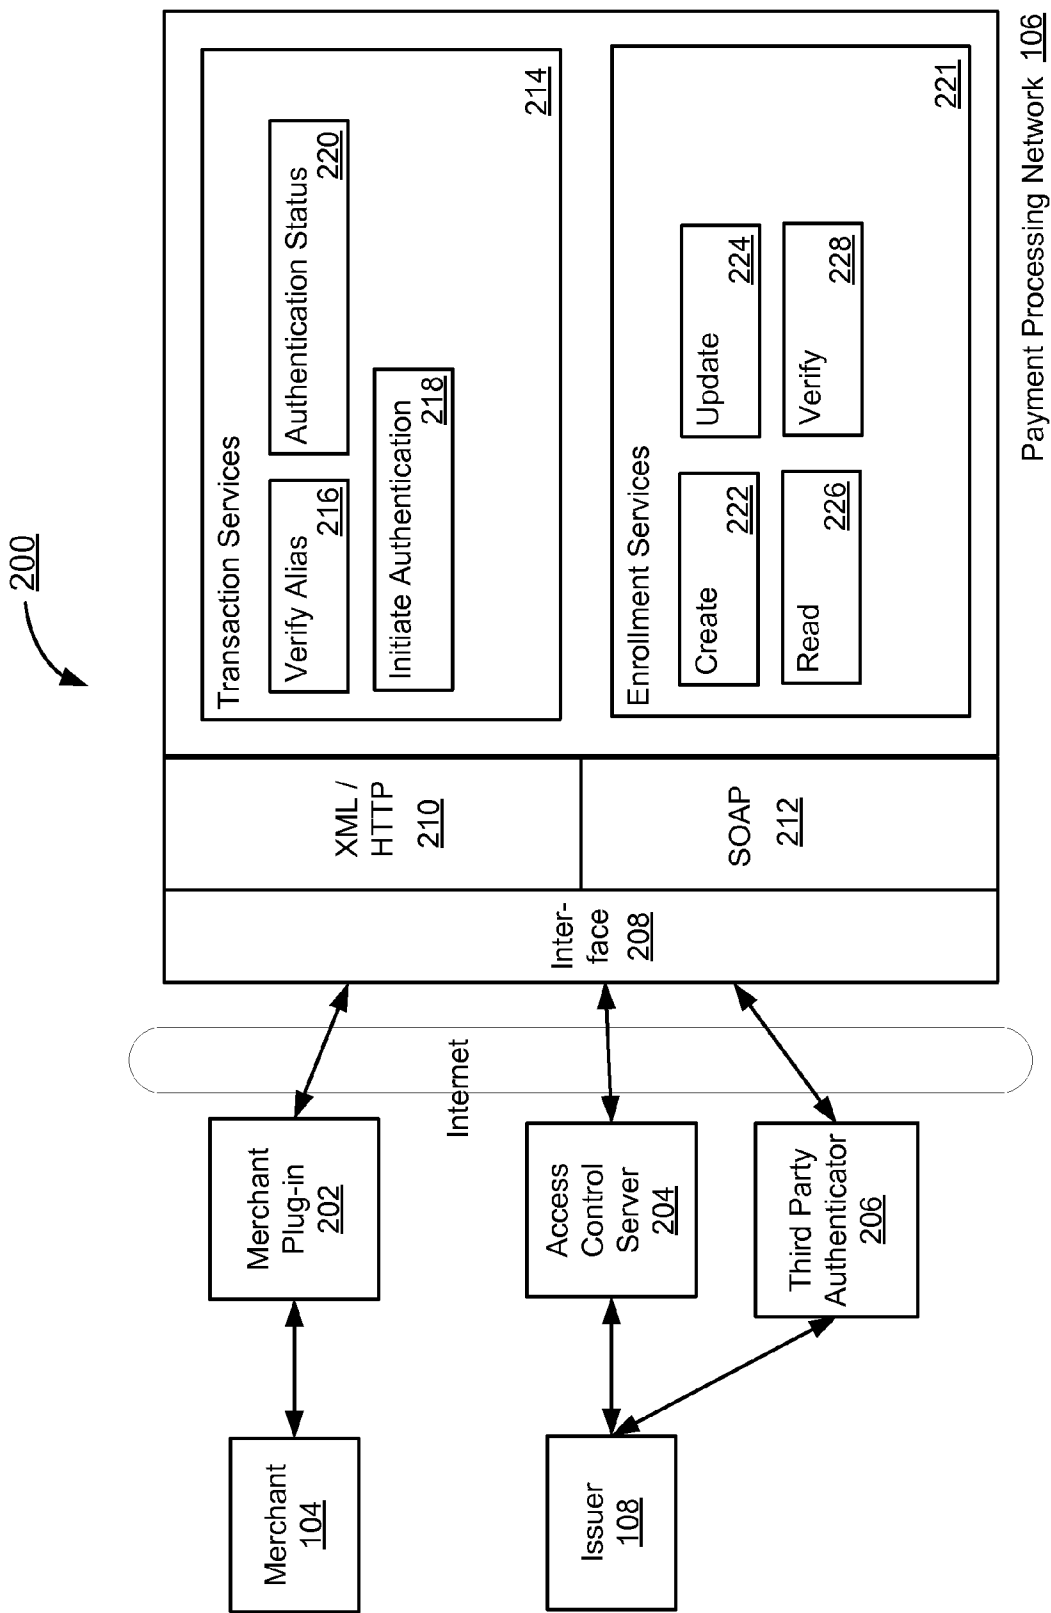 200
Merchant
104
Merchant
Plug-in
202
Issuer
108
Access
Control
Server
204
Third Party
Authenticator
206
Internet
Inter-
face
208
XML /
HTTP
210
SOAP
212
Transaction Services
Verify Alias
216
Authentication Status
220
Initiate Authentication
218
214
Enrollment Services
Create
222
Update
224
Read
226
Verify
228
221
Payment Processing Network 106